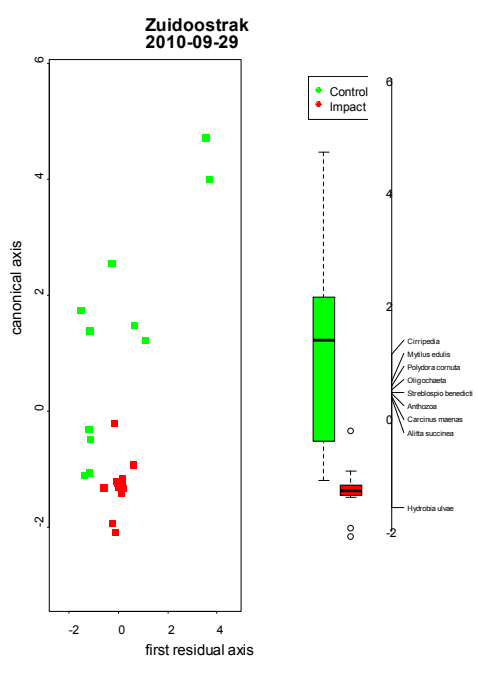 Zuidoostrak
2010-09-29
6
4
2
0
-2
canonical axis
-2
0
2
4
first residual axis
Control
Impact
6
4
2
0
-2
Cirripedia
Mytilus edulis
Polydora cornuta
Oligochaeta
Streblospio benedicti
Anthozoa
Carcinus maenas
Alitta succinea
Hydrobia ulvae